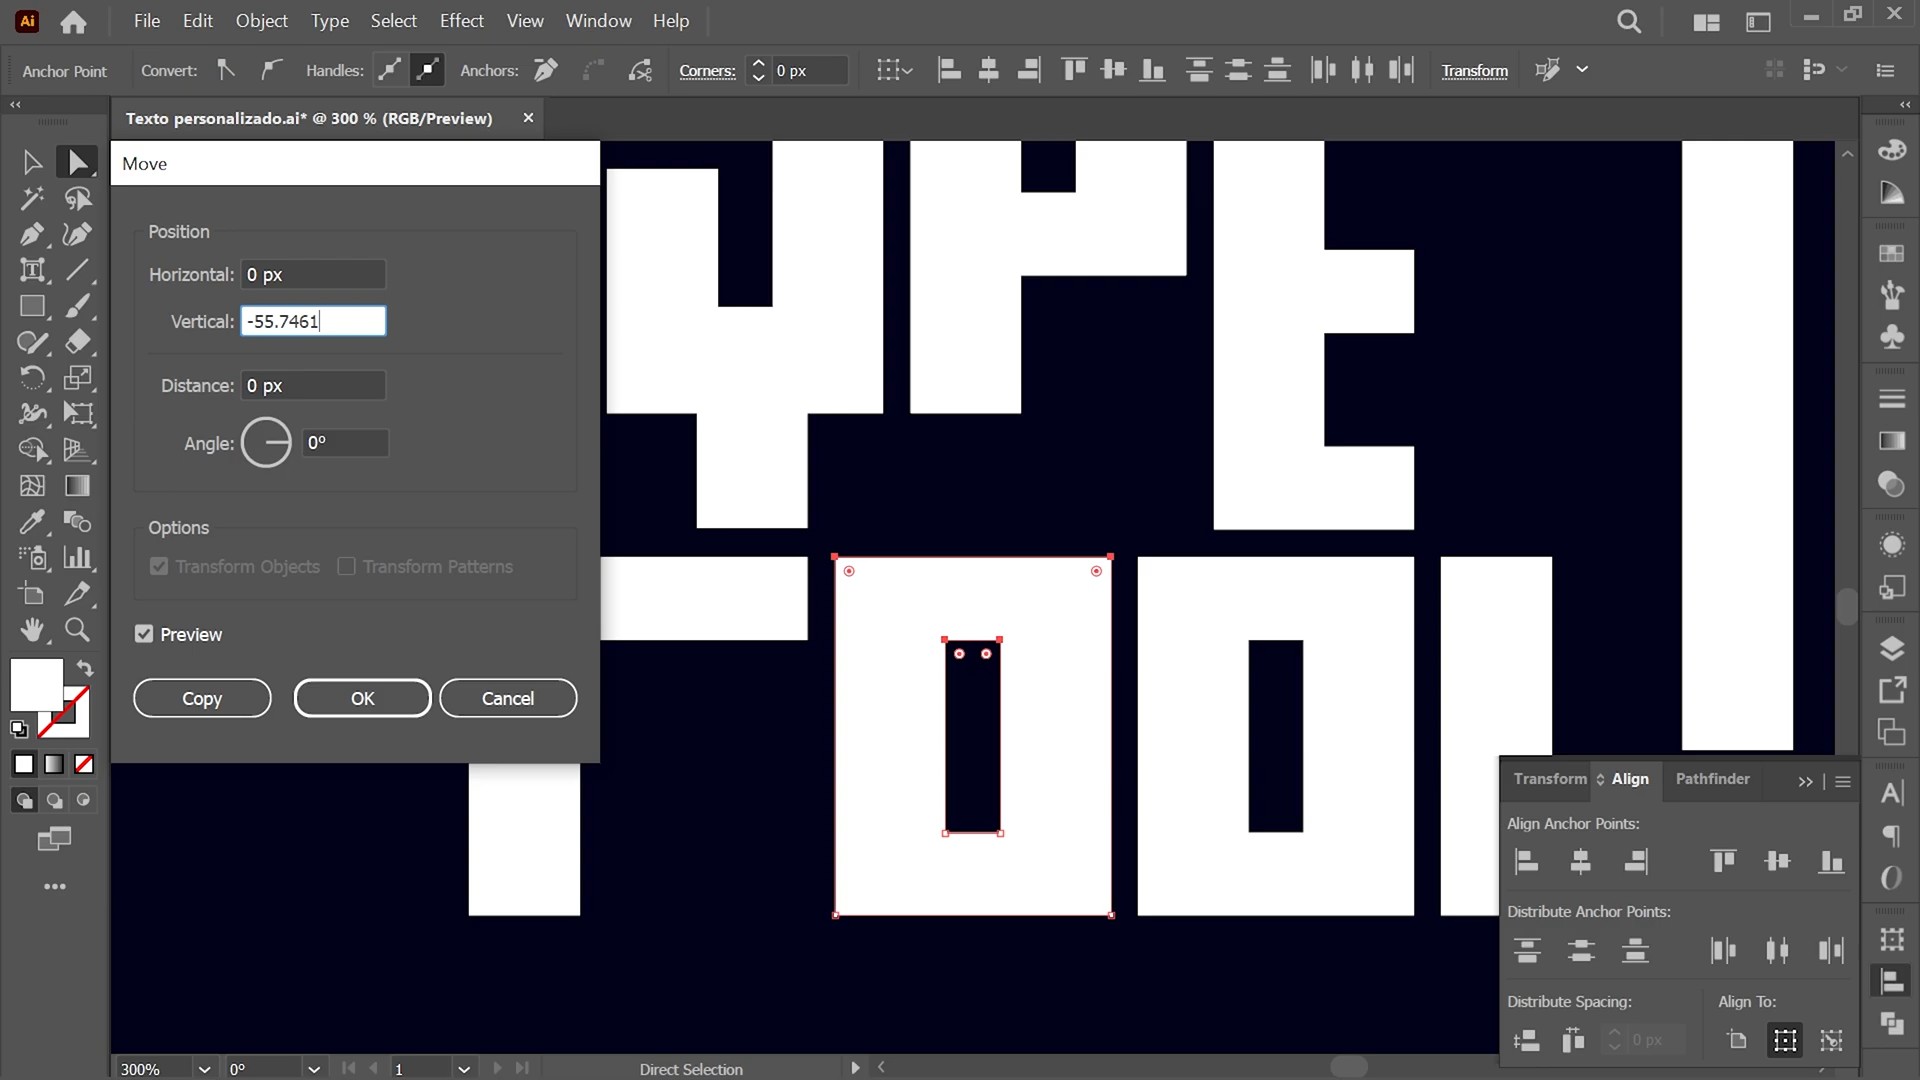 Ai File Edit Object Type Select Effect View Window Help
Anchor Point Convert: Handles: Anchors: Corners: 0 px Transform
Texto personalizado.ai* @ 300 % (RGB/Preview) ×
Move
Position
Horizontal: 0 px
Vertical: -55.7461
Distance: 0 px
Angle: 0°
Options
Transform Objects Transform Patterns
Preview
Copy OK Cancel
YPE
TOO
Transform Align Pathfinder
Align Anchor Points:
Distribute Anchor Points:
Distribute Spacing: Align To:
0 px
300% 0° 1 Direct Selection